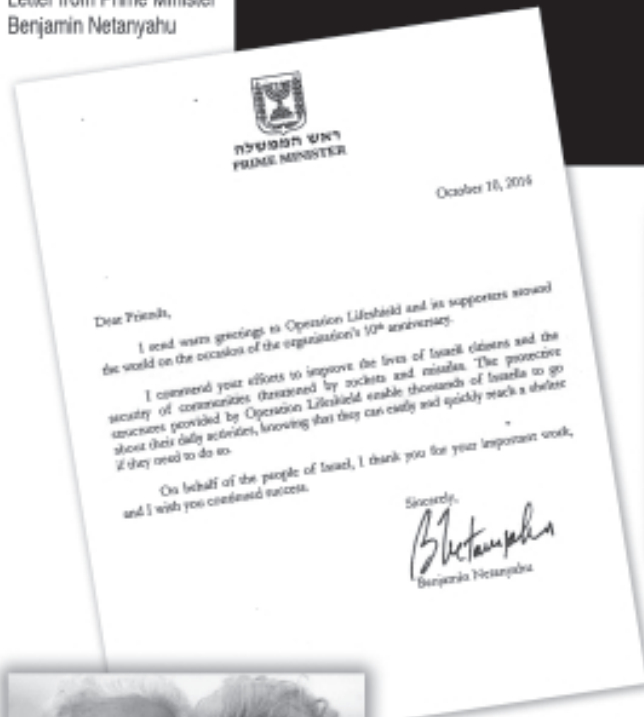 Letter from Prime Minister
Benjamin Netanyahu
ראש הממשלה
PRIME MINISTER
October 10, 2016
Dear Friends,
I send warm greetings to Operation Lifeshield and its supporters around
the world on the occasion of the organization's 10th anniversary.
I commend your efforts to improve the lives of Israeli citizens and the
security of communities threatened by rockets and missiles. The protective
structures provided by Operation Lifeshield enable thousands of Israelis to go
about their daily activities, knowing that they can easily and quickly reach a shelter
if they need to do so.
On behalf of the people of Israel, I thank you for your important work,
and I wish you continued success.
Sincerely,
B Netanyahu
Benjamin Netanyahu